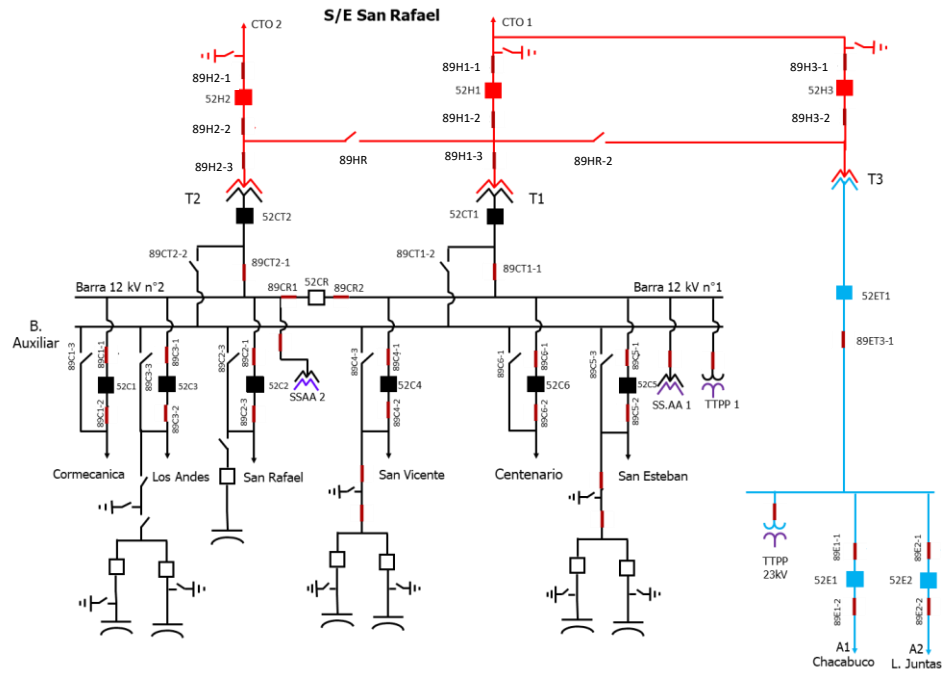 S/E San Rafael
CTO 2
CTO 1
89H2-1
89H1-1
89H3-1
52H2
52H1
52H3
89H2-2
89H1-2
89H3-2
89H2-3
89HR
89H1-3
89HR-2
T2
T1
T3
52CT2
52CT1
89CT2-2
89CT2-1
89CT1-2
89CT1-1
Barra 12 kV n°2
89CR1
52CR
89CR2
Barra 12 kV n°1
52ET1
B.
Auxiliar
89ET3-1
89C1-3
89C1-1
89C3-3
89C3-1
89C2-3
89C2-1
89C4-3
89C4-1
89C6-1
89C6-1
89C5-3
89C5-1
52C1
52C3
52C2
52C4
52C6
52C5
89C1-2
89C3-2
89C2-3
SSAA 2
89C4-2
89C6-2
89C5-2
SS.AA 1
TTPP 1
Cormecanica
Los Andes
San Rafael
San Vicente
Centenario
San Esteban
TTPP
23kV
89E1-1
89E2-1
52E1
52E2
89E1-2
89E2-2
A1
Chacabuco
A2
L. Juntas